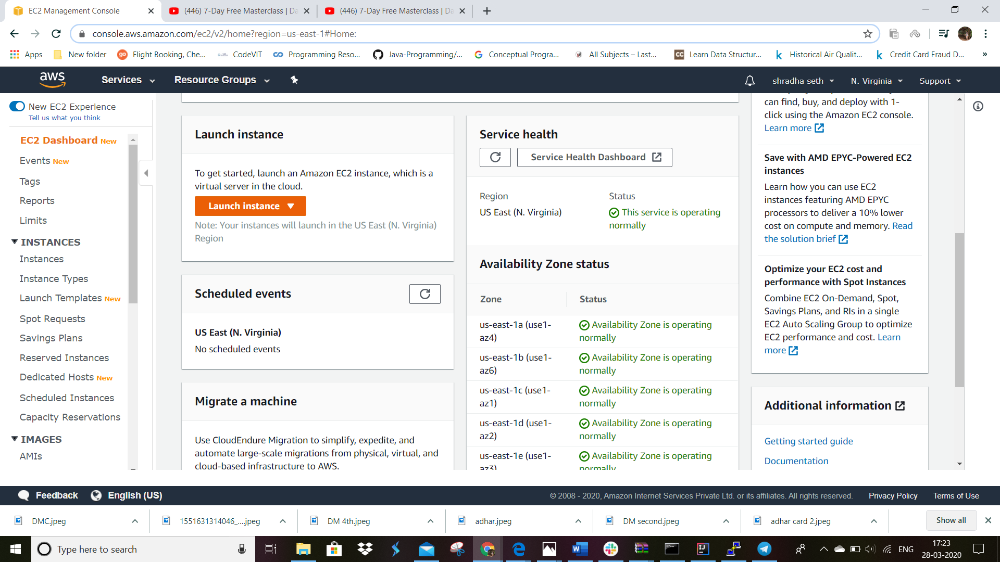 EC2 Management Console
(446) 7-Day Free Masterclass | Da
(446) 7-Day Free Masterclass | Da
console.aws.amazon.com/ec2/v2/home?region=us-east-1#Home:
Apps
New folder
go
Flight Booking, Che...
CodeVIT
Programming Reso...
Java-Programming/...
Conceptual Progra...
All Subjects – Last...
CC
Learn Data Structur...
k
Historical Air Qualit...
k
Credit Card Fraud D...
»
aws
Services
Resource Groups
shradha seth
N. Virginia
Support
New EC2 Experience
Tell us what you think
EC2 Dashboard New
Events New
Tags
Reports
Limits
INSTANCES
Instances
Instance Types
Launch Templates New
Spot Requests
Savings Plans
Reserved Instances
Dedicated Hosts New
Scheduled Instances
Capacity Reservations
IMAGES
AMIs
Launch instance
To get started, launch an Amazon EC2 instance, which is a
virtual server in the cloud.
Launch instance
Note: Your instances will launch in the US East (N. Virginia)
Region
Scheduled events
US East (N. Virginia)
No scheduled events
Migrate a machine
Use CloudEndure Migration to simplify, expedite, and
automate large-scale migrations from physical, virtual, and
cloud-based infrastructure to AWS.
Service health
Service Health Dashboard
Region
Status
US East (N. Virginia)
This service is operating
normally
Availability Zone status
Zone
Status
us-east-1a (use1-
az4)
Availability Zone is operating
normally
us-east-1b (use1-
az6)
Availability Zone is operating
normally
us-east-1c (use1-
az1)
Availability Zone is operating
normally
us-east-1d (use1-
az2)
Availability Zone is operating
normally
us-east-1e (use1-
az3)
Availability Zone is operating
normally
can find, buy, and deploy with 1-
click using the Amazon EC2 console.
Learn more
Save with AMD EPYC-Powered EC2
instances
Learn how you can use EC2
instances featuring AMD EPYC
processors to deliver a 10% lower
cost on compute and memory. Read
the solution brief
Optimize your EC2 cost and
performance with Spot Instances
Combine EC2 On-Demand, Spot,
Savings Plans, and RIs in a single
EC2 Auto Scaling Group to optimize
EC2 performance and cost. Learn
more
Additional information
Getting started guide
Documentation
Feedback
English (US)
© 2008 - 2020, Amazon Internet Services Private Ltd. or its affiliates. All rights reserved.
Privacy Policy
Terms of Use
DMC.jpeg
1551631314046_....jpeg
DM 4th.jpeg
adhar.jpeg
DM second.jpeg
adhar card 2.jpeg
Show all
Type here to search
ENG
17:23
28-03-2020